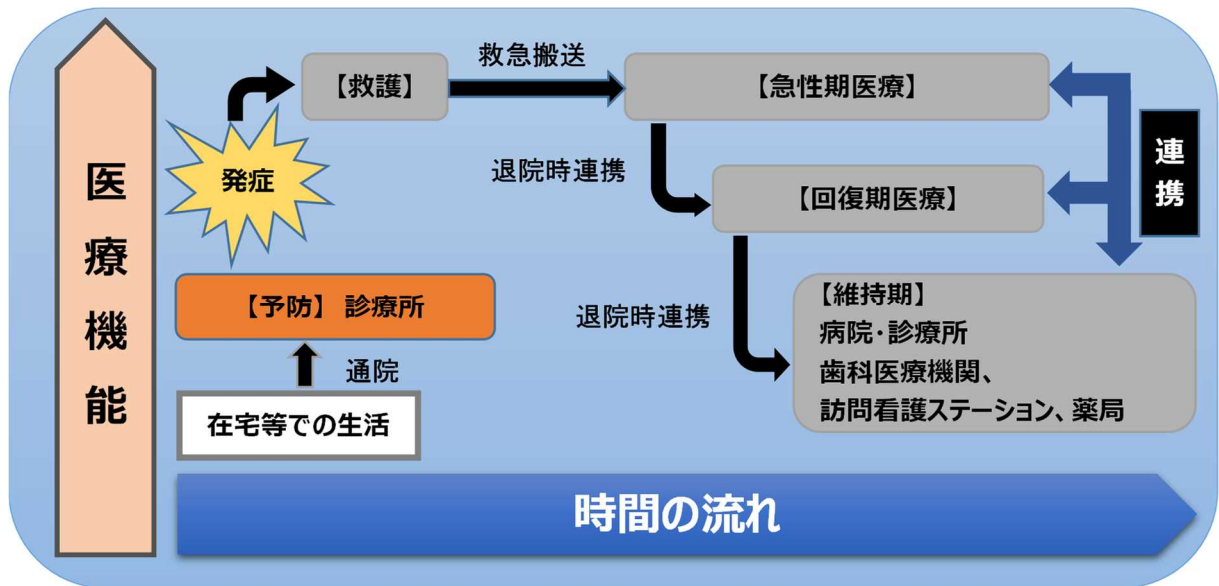 医療機能
発症
【救護】
救急搬送
【急性期医療】
退院時連携
【回復期医療】
連携
【予防】 診療所
通院
在宅等での生活
退院時連携
【維持期】
病院・診療所
歯科医療機関、
訪問看護ステーション、薬局
時間の流れ